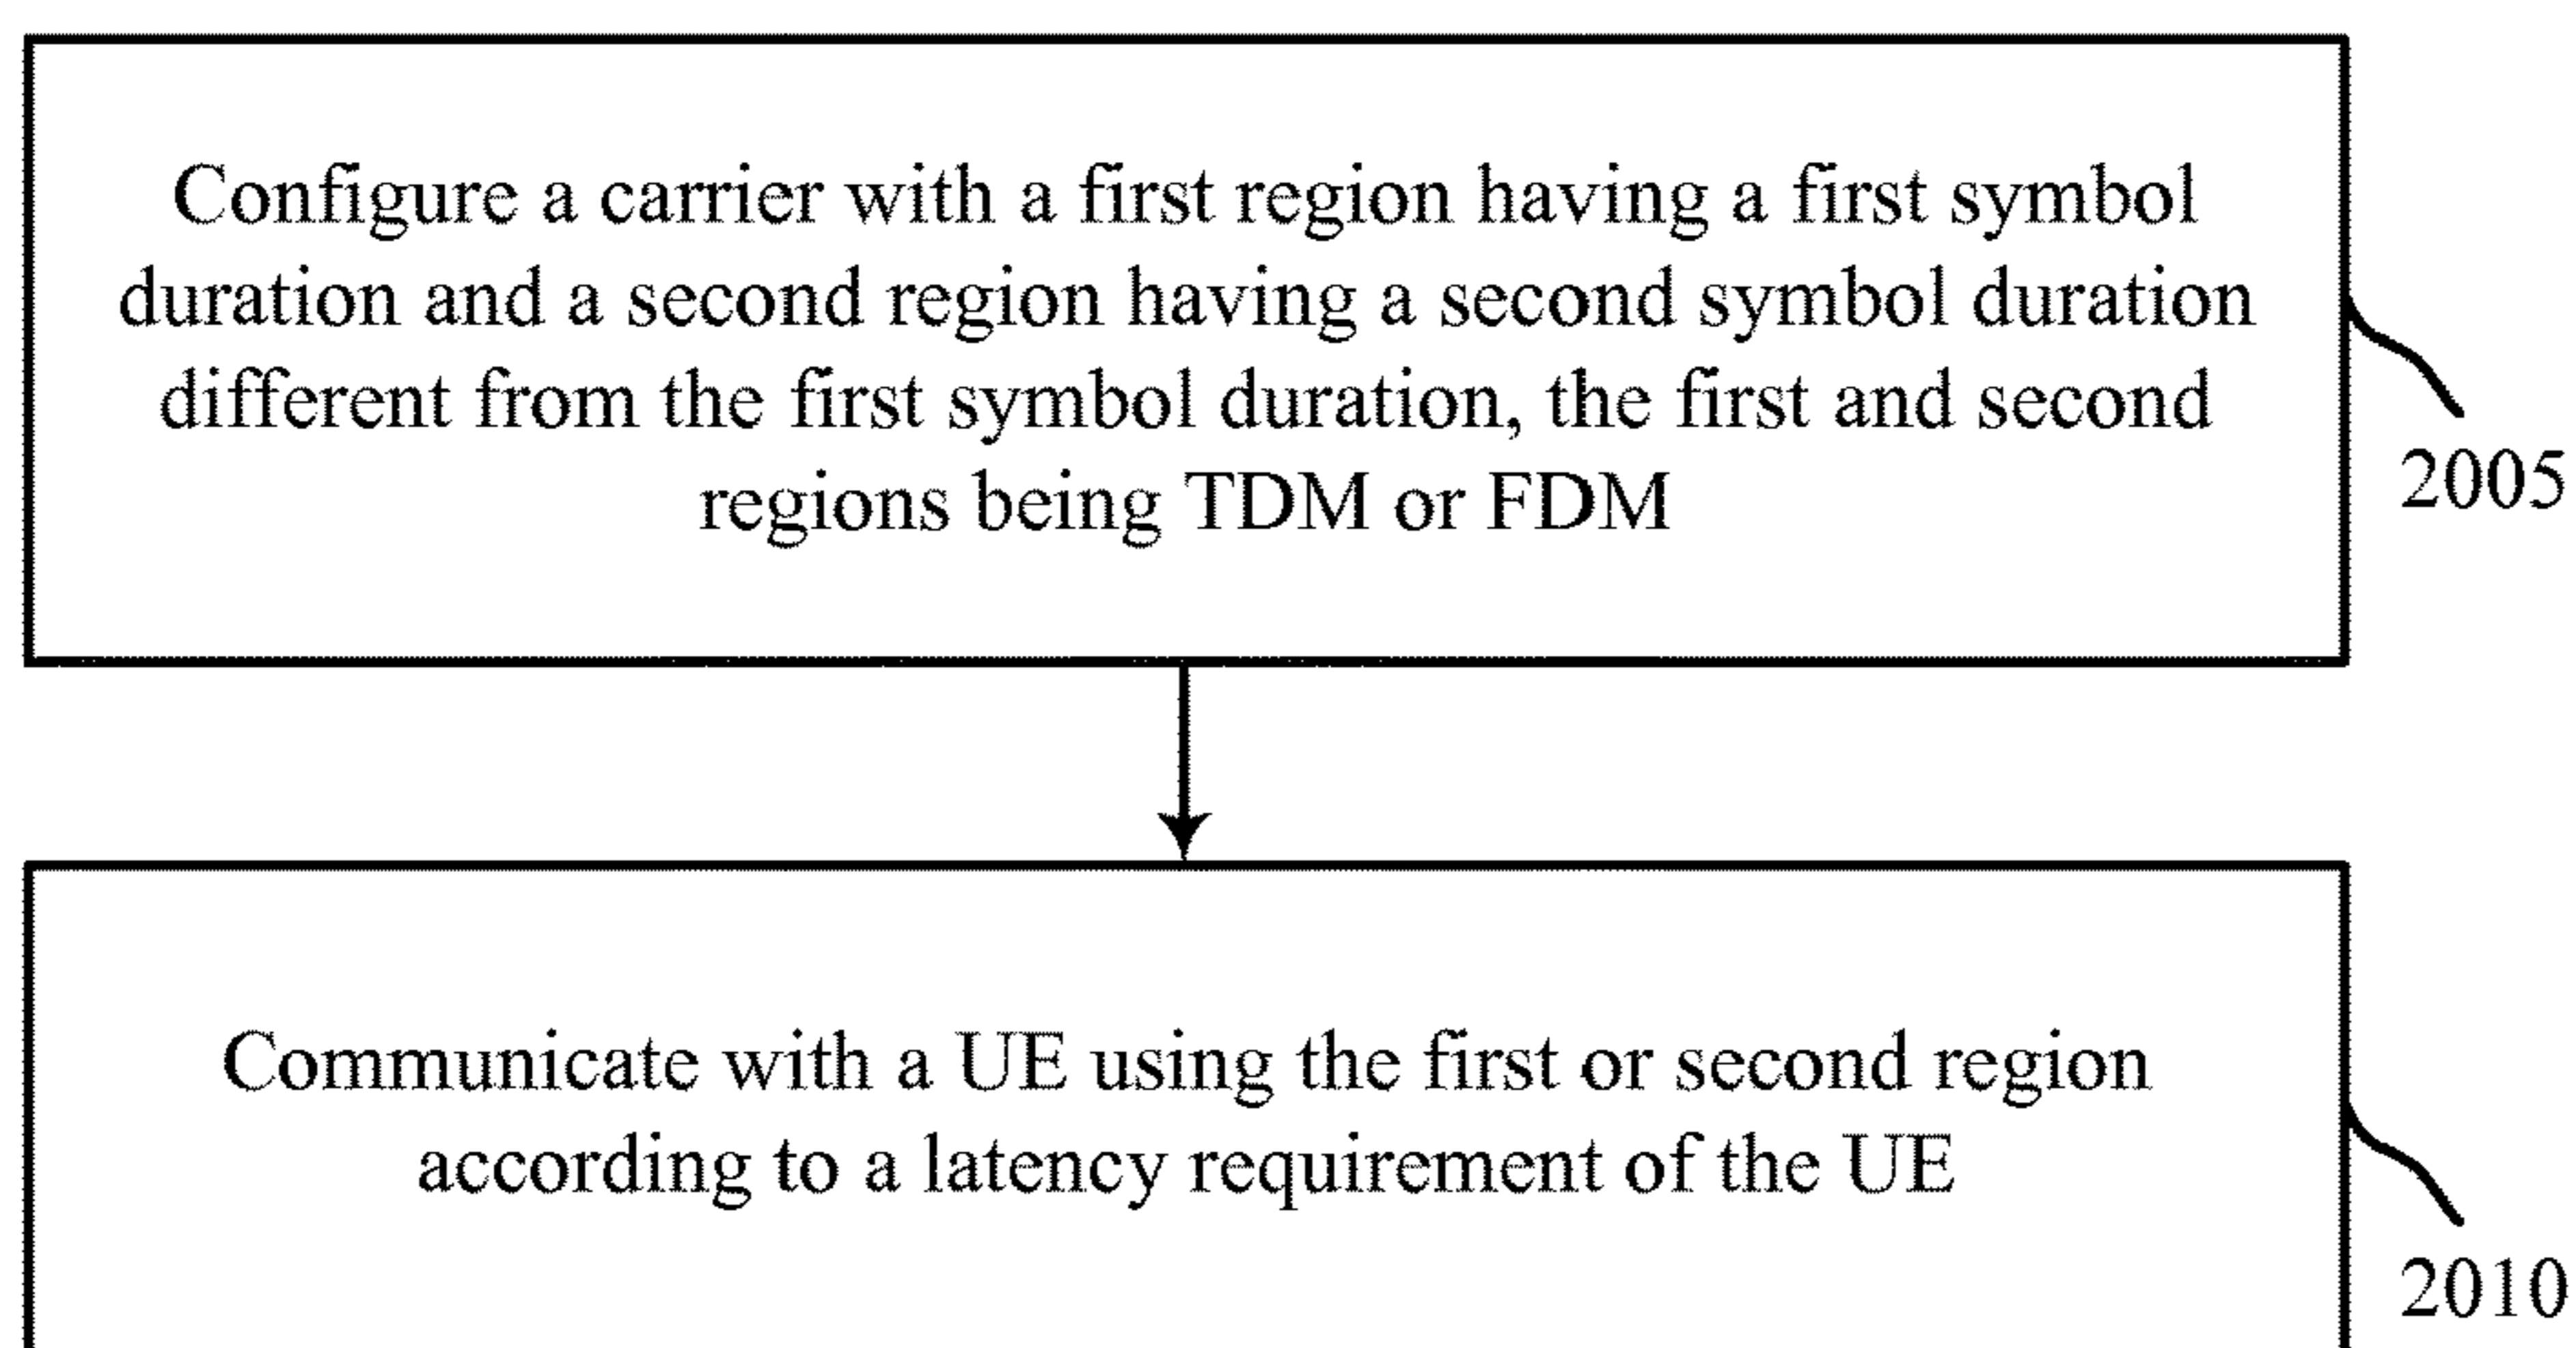 Configure a carrier with a first region having a first symbol
duration and a second region having a second symbol duration
different from the first symbol duration, the first and second
regions being TDM or FDM
2005
Communicate with a UE using the first or second region
according to a latency requirement of the UE
2010